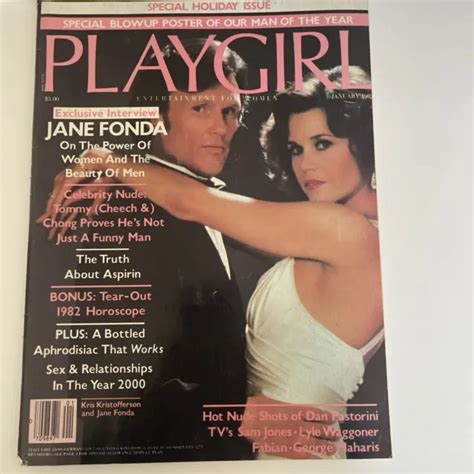 SPECIAL HOLIDAY ISSUE
SPECIAL BLOWUP POSTER OF OUR MAN OF THE YEAR
PLAYGIRL
$3.00
ENTERTAINMENT FOR WOMEN
JANUARY
Exclusive Interview
JANE FONDA
On The Power Of
Women And The
Beauty Of Men
Celebrity Nude:
Tommy (Cheech &)
Chong Proves He's Not
Just A Funny Man
The Truth
About Aspirin
BONUS: Tear-Out
1982 Horoscope
PLUS: A Bottled
Aphrodisiac That Works
Sex & Relationships
In The Year 2000
Kris Kristofferson
and Jane Fonda
01
Hot Nude Shots of Dan Pastorini
TV's Sam Jones · Lyle Waggoner
Fabian · George Maharis